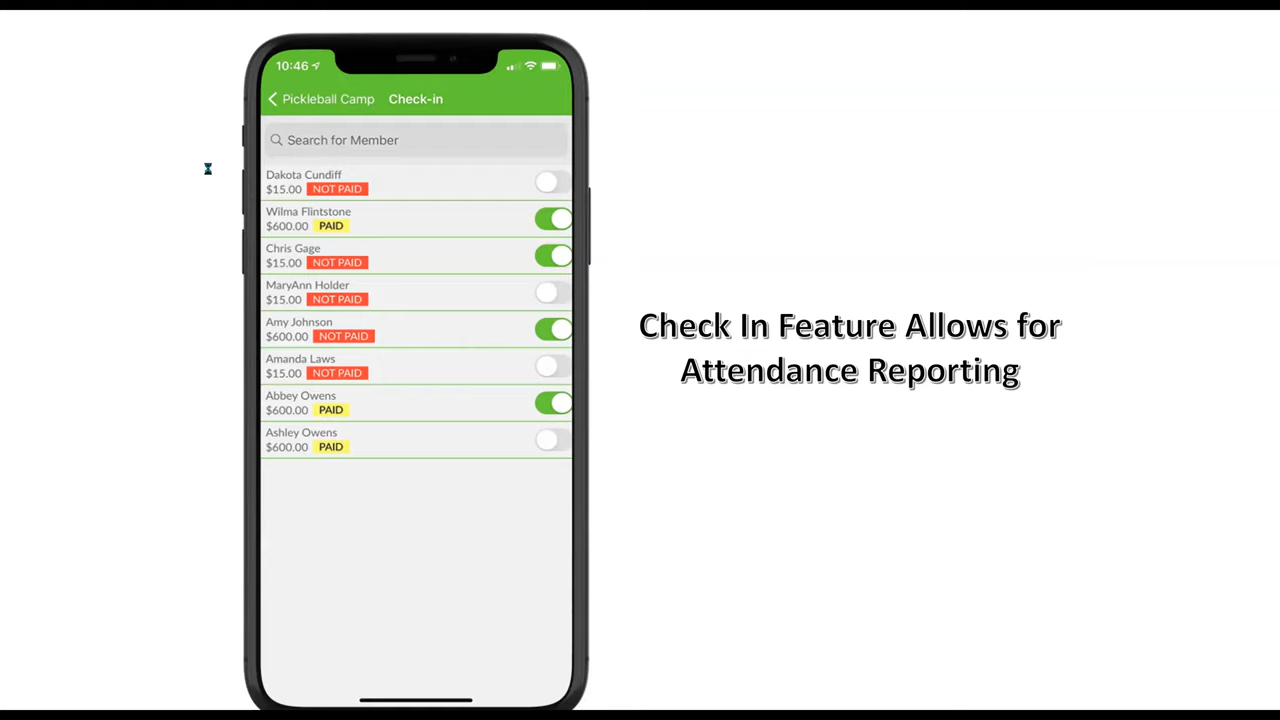 10:46
Pickleball Camp Check-in
Search for Member
Dakota Cundiff
$15.00 NOT PAID
Wilma Flintstone
$600.00 PAID
Chris Gage
$15.00 NOT PAID
MaryAnn Holder
$15.00 NOT PAID
Amy Johnson
$600.00 NOT PAID
Amanda Laws
$15.00 NOT PAID
Abbey Owens
$600.00 PAID
Ashley Owens
$600.00 PAID
Check In Feature Allows for
Attendance Reporting